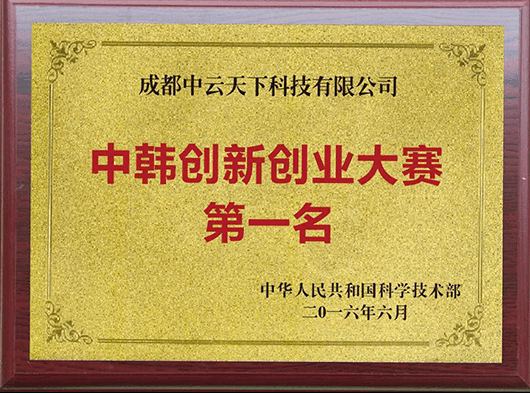 成都中云天下科技有限公司
中韩创新创业大赛
第一名
中华人民共和国科学技术部
二〇一六年六月